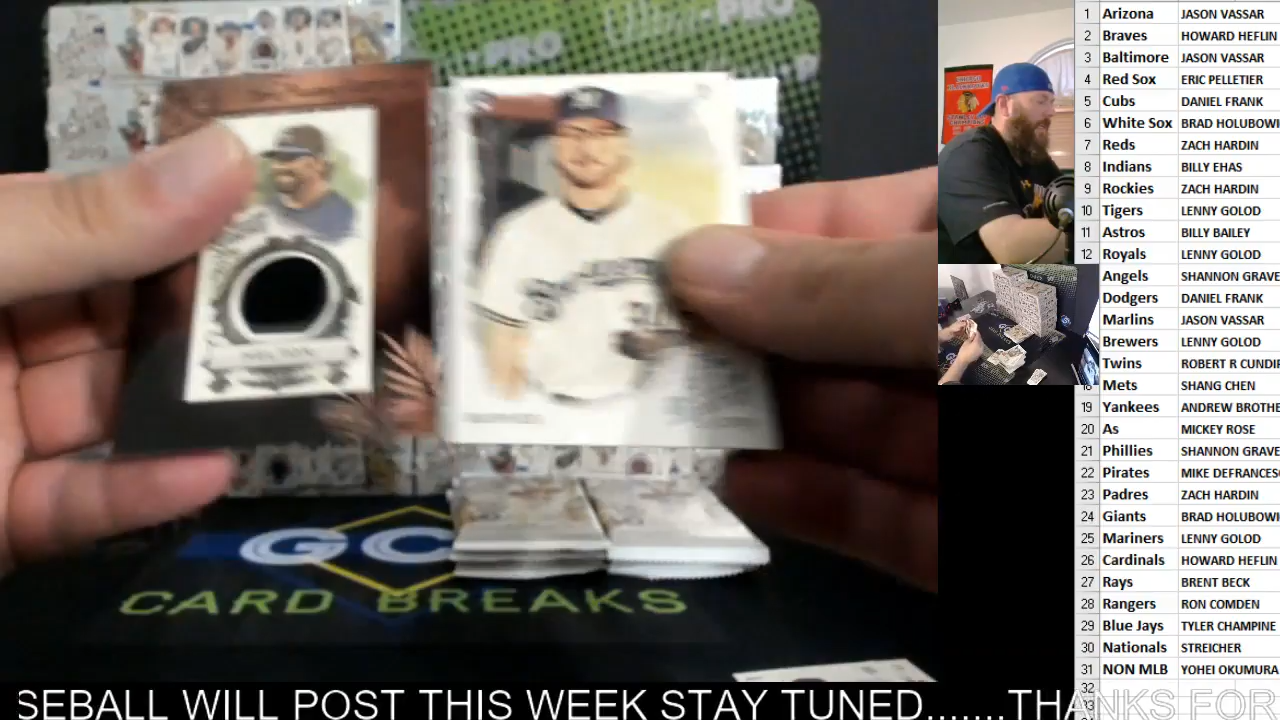 Ultra PRO
PRO
2019
GC
CARD BREAKS
1 Arizona JASON VASSAR
2 Braves HOWARD HEFLIN
3 Baltimore JASON VASSAR
4 Red Sox ERIC PELLETIER
5 Cubs DANIEL FRANK
6 White Sox BRAD HOLUBOWI
7 Reds ZACH HARDIN
8 Indians BILLY EHAS
9 Rockies ZACH HARDIN
10 Tigers LENNY GOLOD
11 Astros BILLY BAILEY
12 Royals LENNY GOLOD
Angels SHANNON GRAVE
Dodgers DANIEL FRANK
Marlins JASON VASSAR
Brewers LENNY GOLOD
Twins ROBERT R CUNDIF
18 Mets SHANG CHEN
19 Yankees ANDREW BROTHE
20 As MICKEY ROSE
21 Phillies SHANNON GRAVE
22 Pirates MIKE DEFRANCES
23 Padres ZACH HARDIN
24 Giants BRAD HOLUBOWI
25 Mariners LENNY GOLOD
26 Cardinals HOWARD HEFLIN
27 Rays BRENT BECK
28 Rangers RON COMDEN
29 Blue Jays TYLER CHAMPINE
30 Nationals STREICHER
31 NON MLB YOHEI OKUMURA
32
SEBALL WILL POST THIS WEEK STAY TUNED.......THANKS FOR